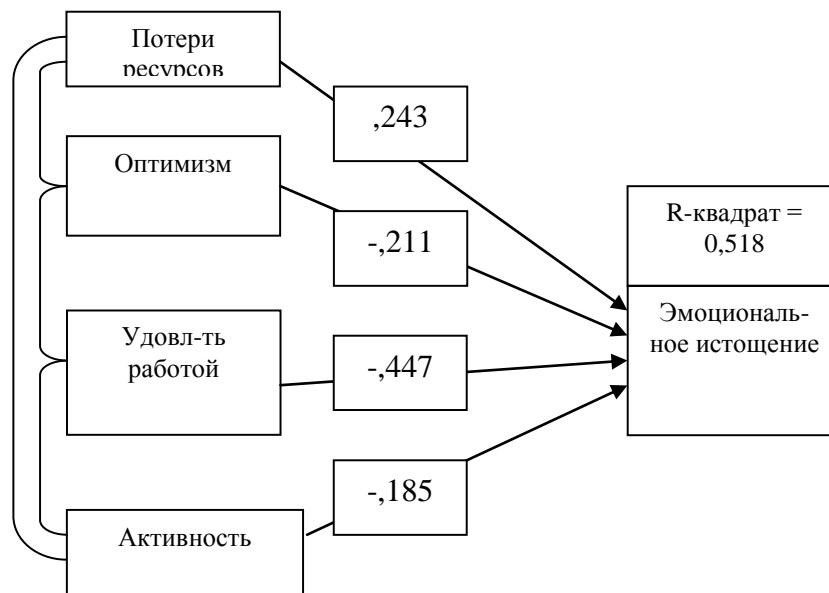 Потери
ресурсов
,243
Оптимизм
-,211
R-квадрат =
0,518
Эмоциональ-
ное истощение
Удовл-ть
работой
-,447
-,185
Активность